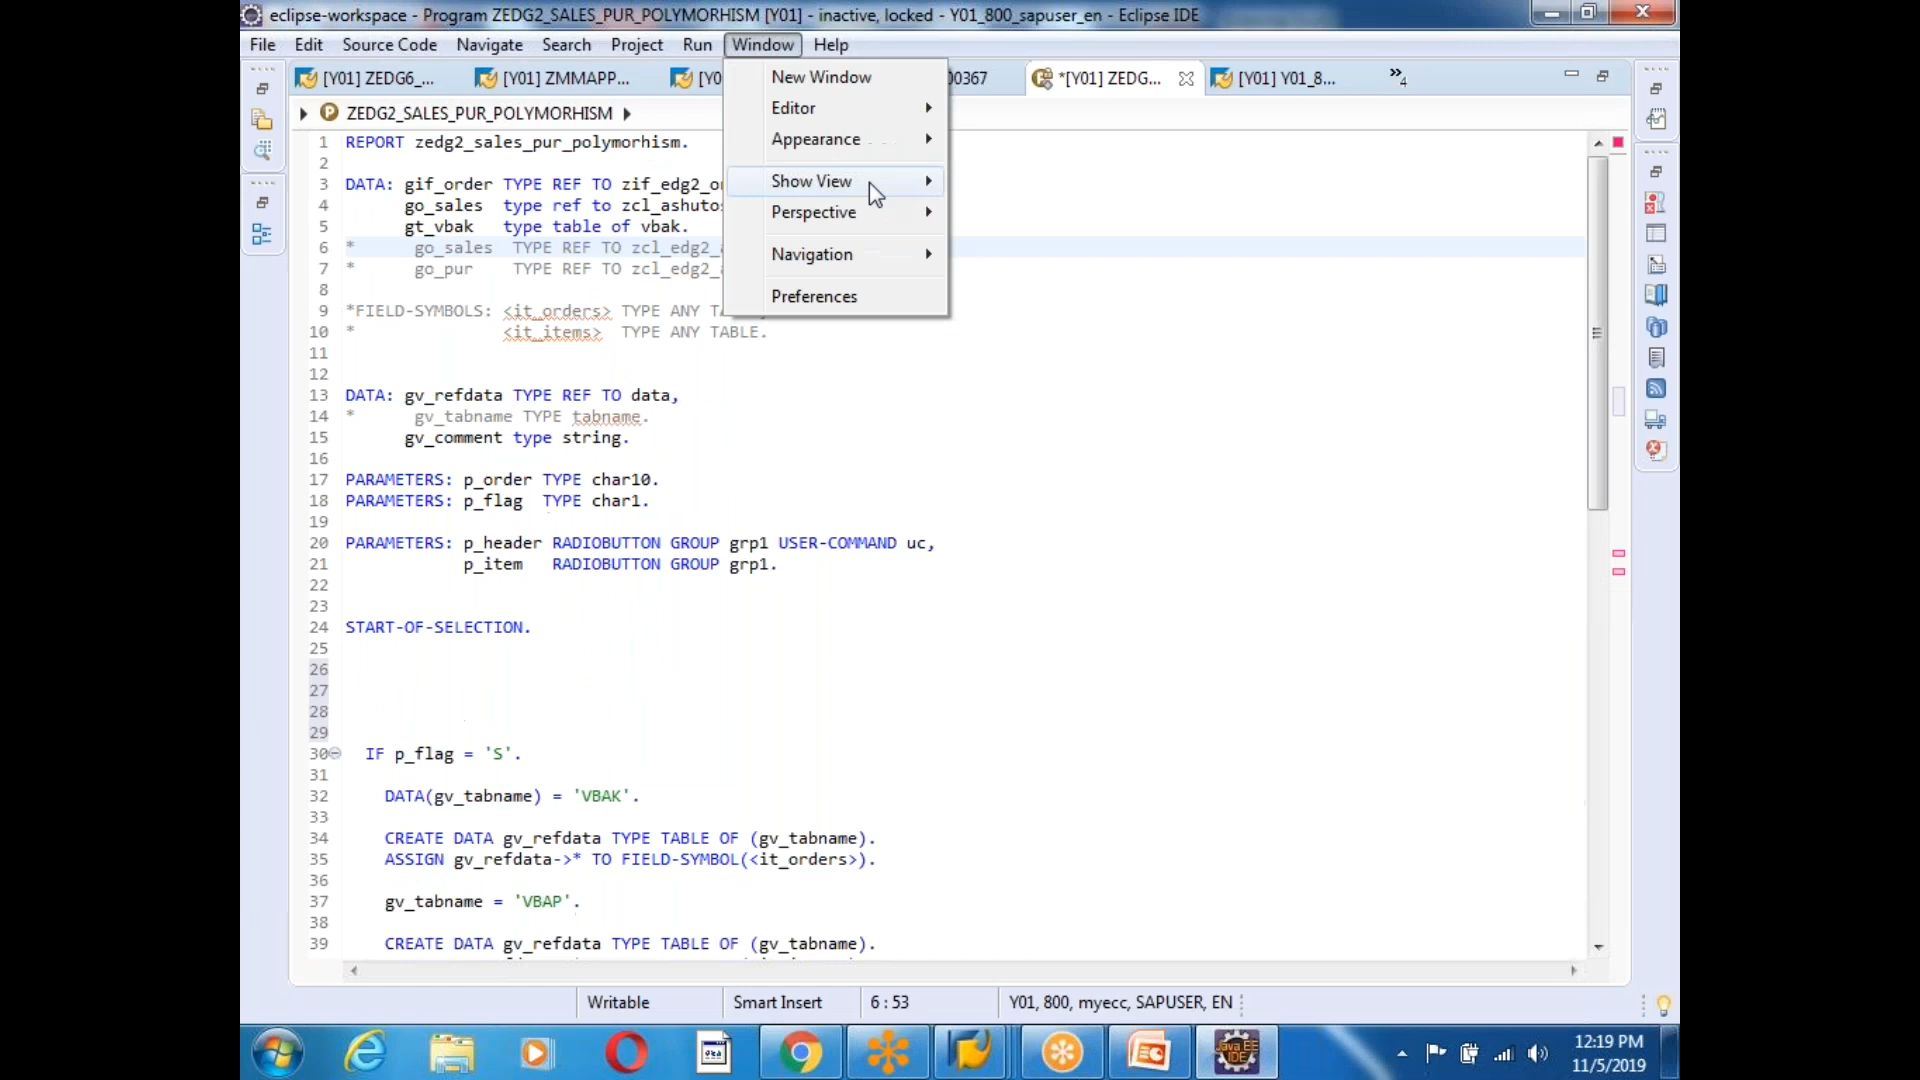 eclipse-workspace - Program ZEDG2_SALES_PUR_POLYMORHISM [Y01] - inactive, locked - Y01_800_sapuser_en - Eclipse IDE
File Edit Source Code Navigate Search Project Run Window Help
[Y01] ZEDG6_... [Y01] ZMMAPP... [Y0 00367 *[Y01] ZEDG... [Y01] Y01_8... 4
ZEDG2_SALES_PUR_POLYMORHISM
New Window
Editor
Appearance
Show View
Perspective
Navigation
Preferences
1 REPORT zedg2_sales_pur_polymorhism.
2
3 DATA: gif_order TYPE REF TO zif_edg2_o
4 go_sales type ref to zcl_ashutos
5 gt_vbak type table of vbak.
6 * go_sales TYPE REF TO zcl_edg2_
7 * go_pur TYPE REF TO zcl_edg2_
8
9 *FIELD-SYMBOLS: <it_orders> TYPE ANY T
10 * <it_items> TYPE ANY TABLE.
11
12
13 DATA: gv_refdata TYPE REF TO data,
14 * gv_tabname TYPE tabname.
15 gv_comment type string.
16
17 PARAMETERS: p_order TYPE char10.
18 PARAMETERS: p_flag TYPE char1.
19
20 PARAMETERS: p_header RADIOBUTTON GROUP grp1 USER-COMMAND uc,
21 p_item RADIOBUTTON GROUP grp1.
22
23
24 START-OF-SELECTION.
25
26
27
28
29
30 IF p_flag = 'S'.
31
32 DATA(gv_tabname) = 'VBAK'.
33
34 CREATE DATA gv_refdata TYPE TABLE OF (gv_tabname).
35 ASSIGN gv_refdata->* TO FIELD-SYMBOL(<it_orders>).
36
37 gv_tabname = 'VBAP'.
38
39 CREATE DATA gv_refdata TYPE TABLE OF (gv_tabname).
Writable Smart Insert 6 : 53 Y01, 800, myecc, SAPUSER, EN
Java EE
IDE
12:19 PM
11/5/2019